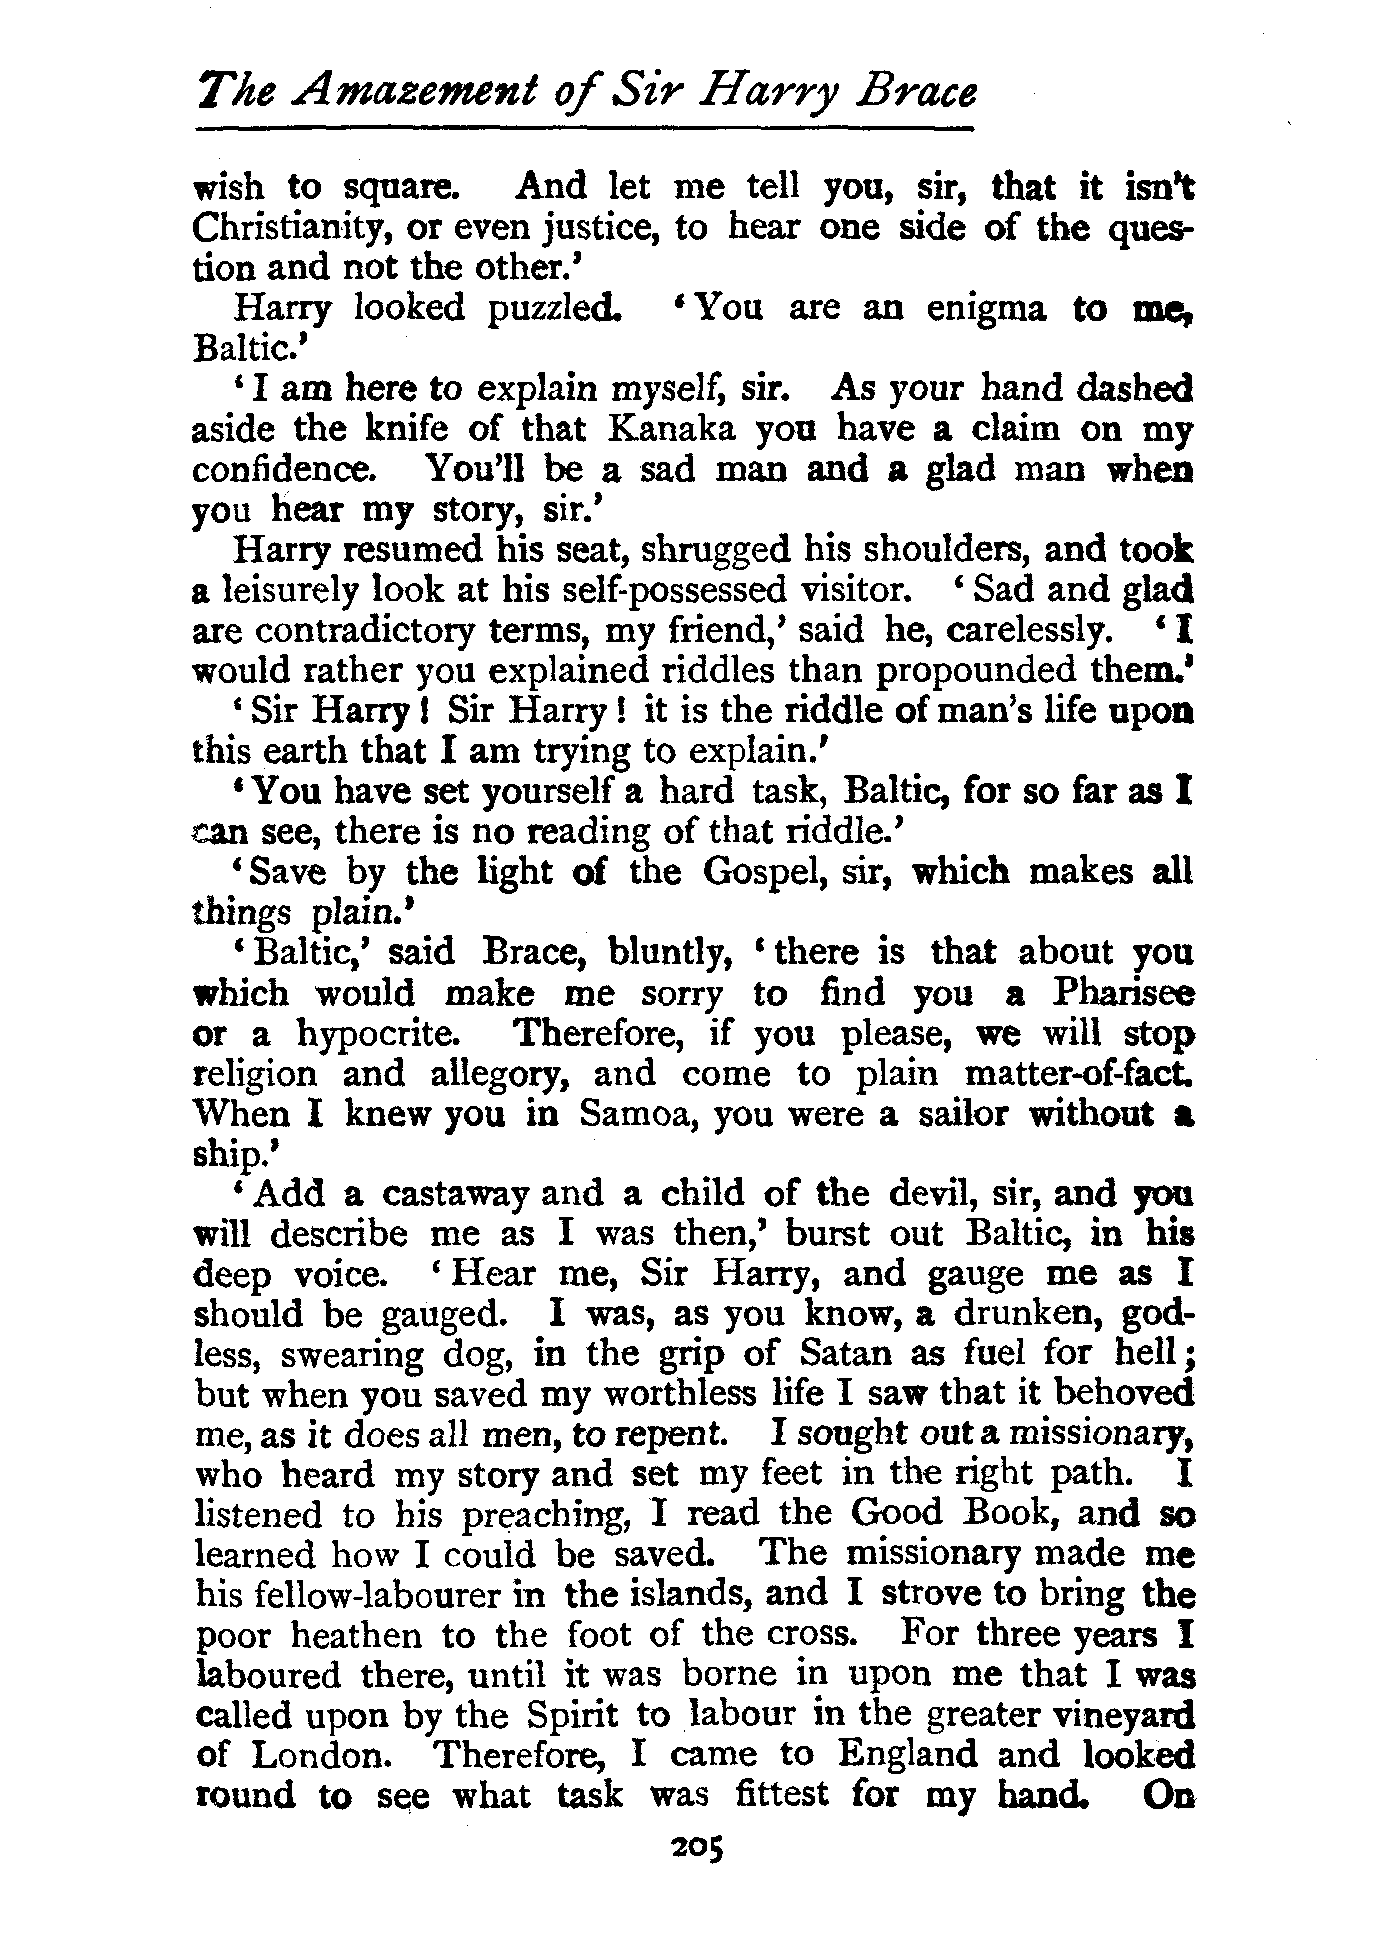 The Amazement of Sir Harry Brace
wish to square. And let me tell you, sir, that it isn't
Christianity, or even justice, to hear one side of the ques-
tion and not the other.'
Harry looked puzzled. 'You are an enigma to me,
Baltic.'
'I am here to explain myself, sir. As your hand dashed
aside the knife of that Kanaka you have a claim on my
confidence. You'll be a sad man and a glad man when
you hear my story, sir.'
Harry resumed his seat, shrugged his shoulders, and took
a leisurely look at his self-possessed visitor. 'Sad and glad
are contradictory terms, my friend,' said he, carelessly. 'I
would rather you explained riddles than propounded them.'
'Sir Harry! Sir Harry! it is the riddle of man's life upon
this earth that I am trying to explain.'
'You have set yourself a hard task, Baltic, for so far as I
can see, there is no reading of that riddle.'
'Save by the light of the Gospel, sir, which makes all
things plain.'
'Baltic,' said Brace, bluntly, 'there is that about you
which would make me sorry to find you a Pharisee
or a hypocrite. Therefore, if you please, we will stop
religion and allegory, and come to plain matter-of-fact.
When I knew you in Samoa, you were a sailor without a
ship.'
'Add a castaway and a child of the devil, sir, and you
will describe me as I was then,' burst out Baltic, in his
deep voice. 'Hear me, Sir Harry, and gauge me as I
should be gauged. I was, as you know, a drunken, god-
less, swearing dog, in the grip of Satan as fuel for hell;
but when you saved my worthless life I saw that it behoved
me, as it does all men, to repent. I sought out a missionary,
who heard my story and set my feet in the right path. I
listened to his preaching, I read the Good Book, and so
learned how I could be saved. The missionary made me
his fellow-labourer in the islands, and I strove to bring the
poor heathen to the foot of the cross. For three years I
laboured there, until it was borne in upon me that I was
called upon by the Spirit to labour in the greater vineyard
of London. Therefore, I came to England and looked
round to see what task was fittest for my hand. On
205